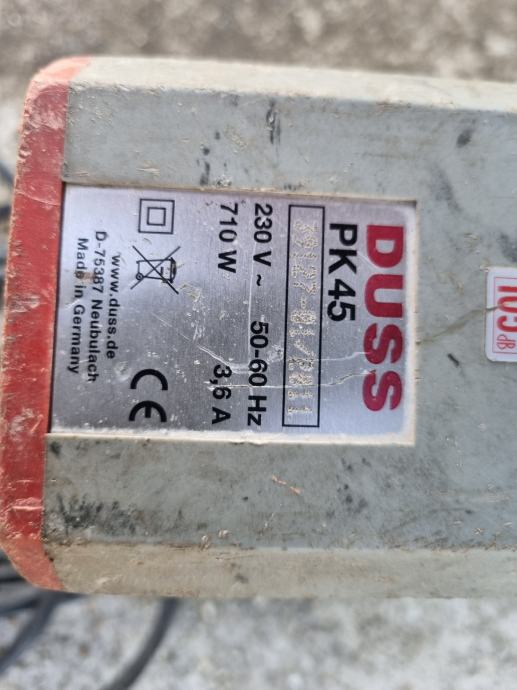 DUSS
PK 45
230 V ~ 50-60 Hz
710 W 3,6 A
CE
www.duss.de
D-75387 Neubulach
Made in Germany
105
dB